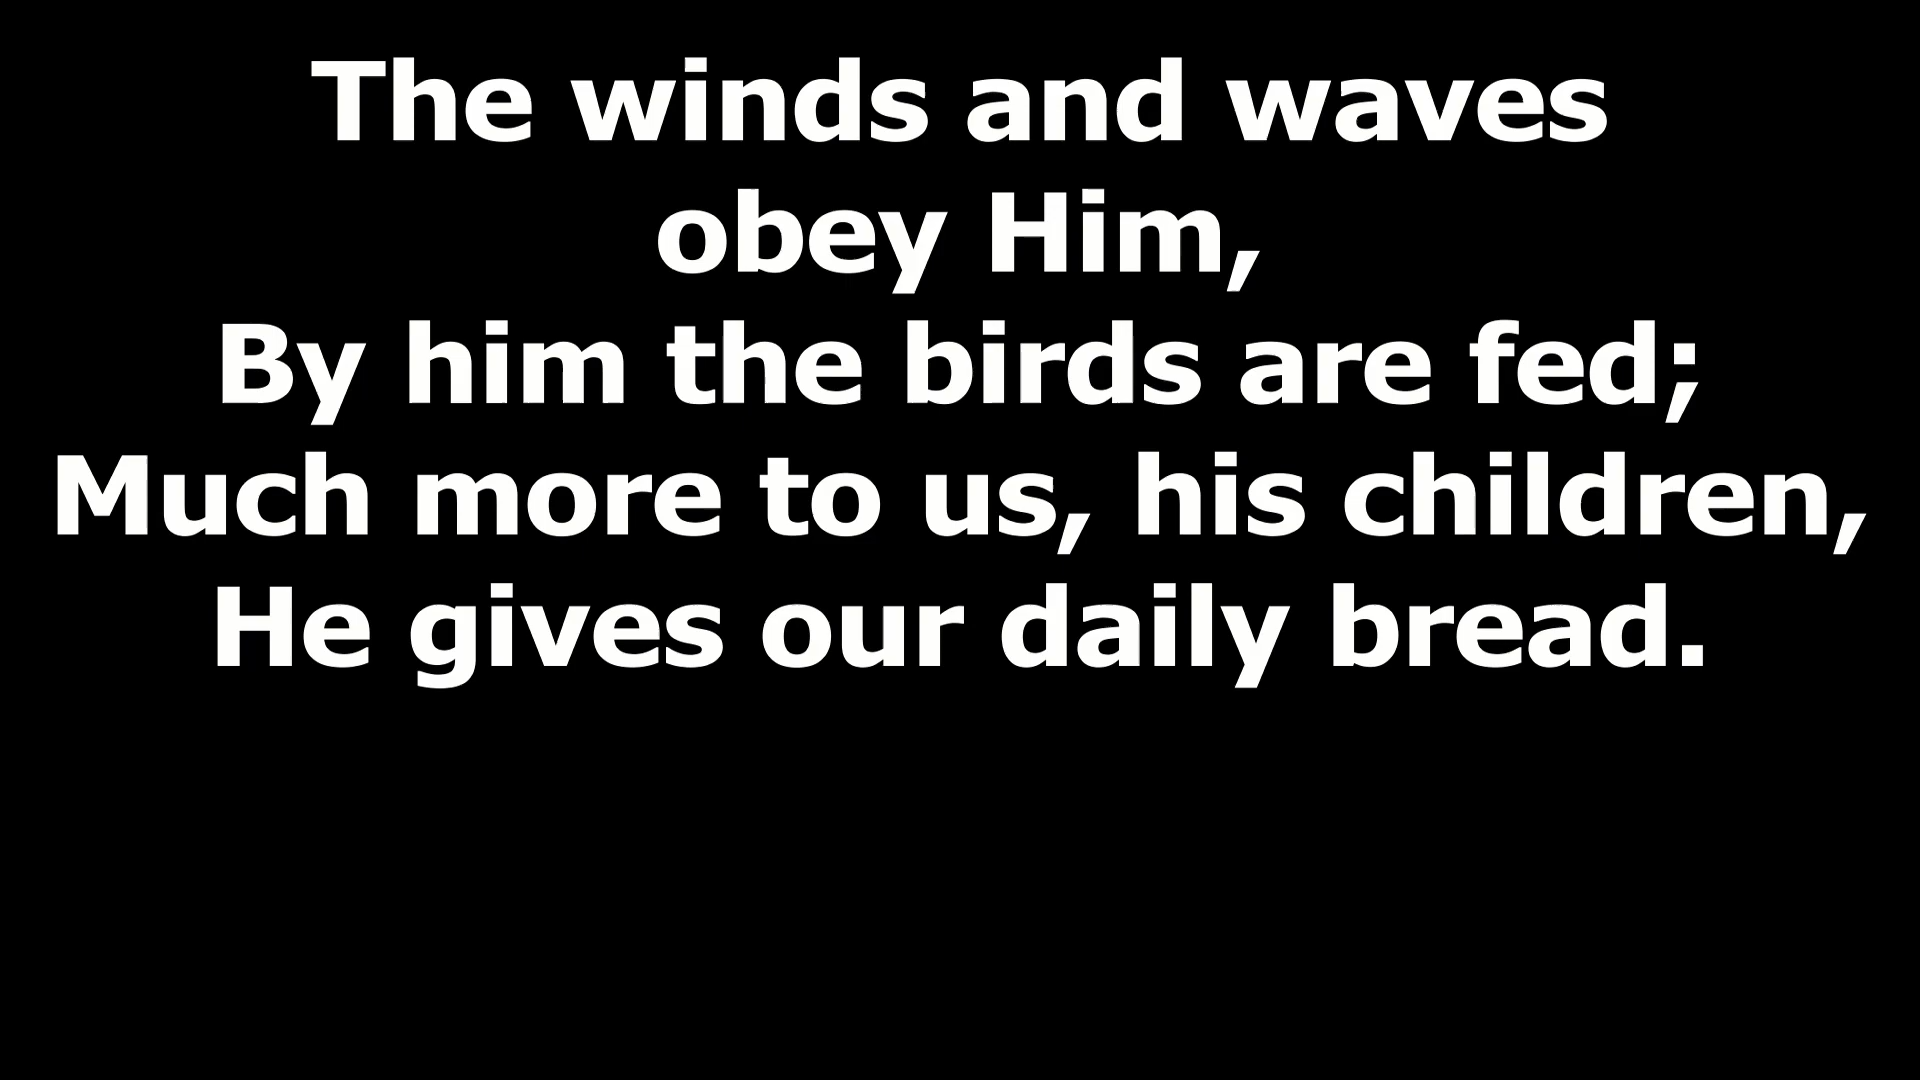 The winds and waves
obey Him,
By him the birds are fed;
Much more to us, his children,
He gives our daily bread.